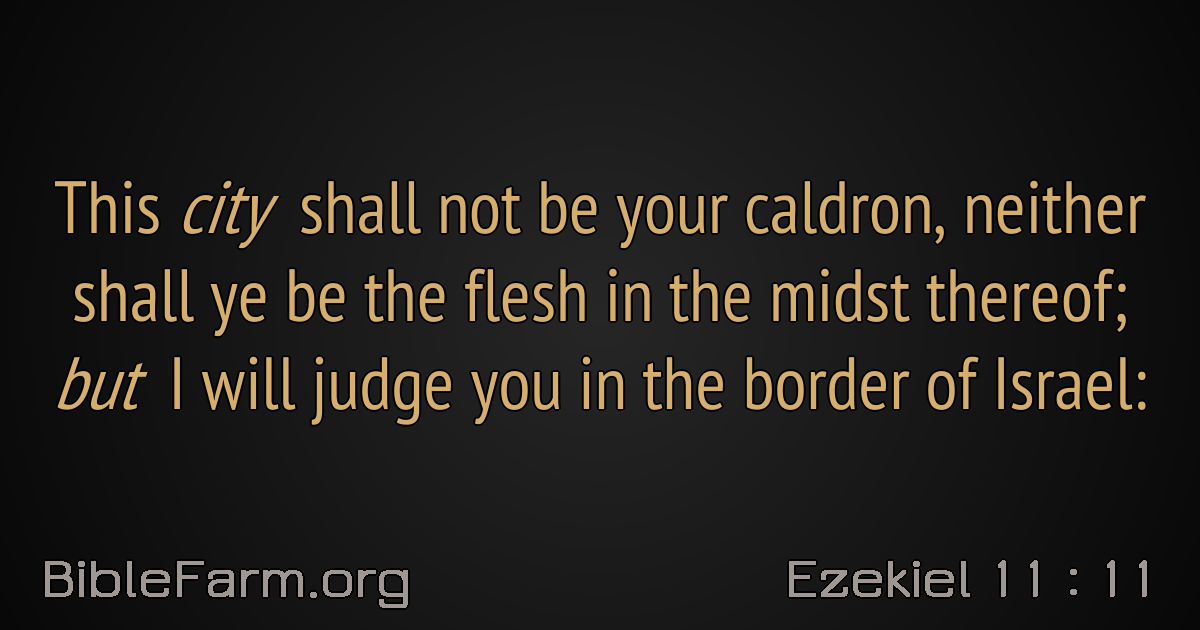 This city shall not be your caldron, neither
shall ye be the flesh in the midst thereof;
but I will judge you in the border of Israel:
BibleFarm.org
Ezekiel 11 : 11